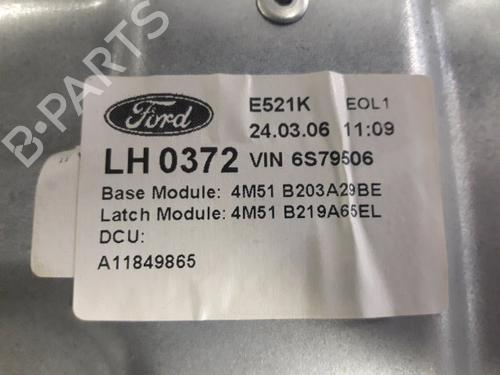 B-PARTS
Ford
E521K EOL1
24.03.06 11:09
LH 0372 VIN 6S79506
Base Module: 4M51 B203A29BE
Latch Module: 4M51 B219A65EL
DCU:
A11849865